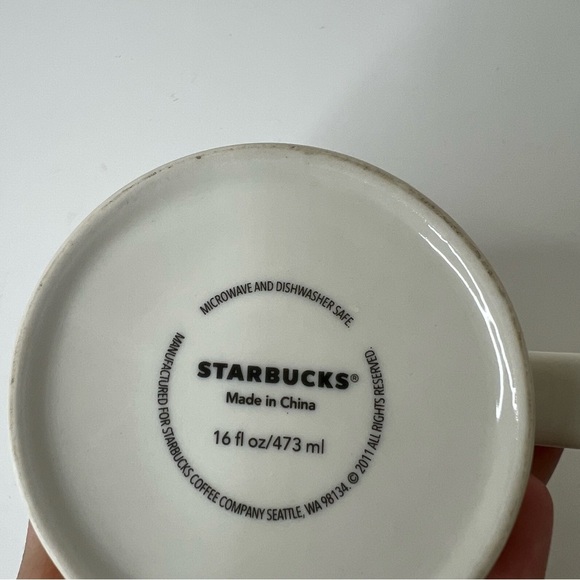 MICROWAVE AND DISHWASHER SAFE
STARBUCKS®
Made in China
16 fl oz/473 ml
MANUFACTURED FOR STARBUCKS COFFEE COMPANY SEATTLE, WA 98134. © 2011 ALL RIGHTS RESERVED.